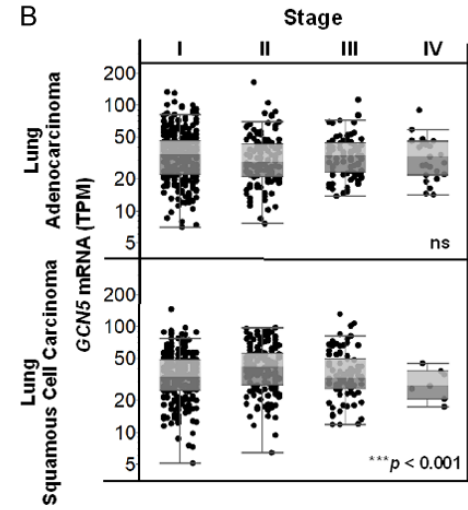 B
Stage
I II III IV
Lung
Adenocarcinoma
Lung
Squamous Cell Carcinoma
GCN5 mRNA (TPM)
200
100
50
20
10
5
ns
200
100
50
20
10
5
***p < 0.001